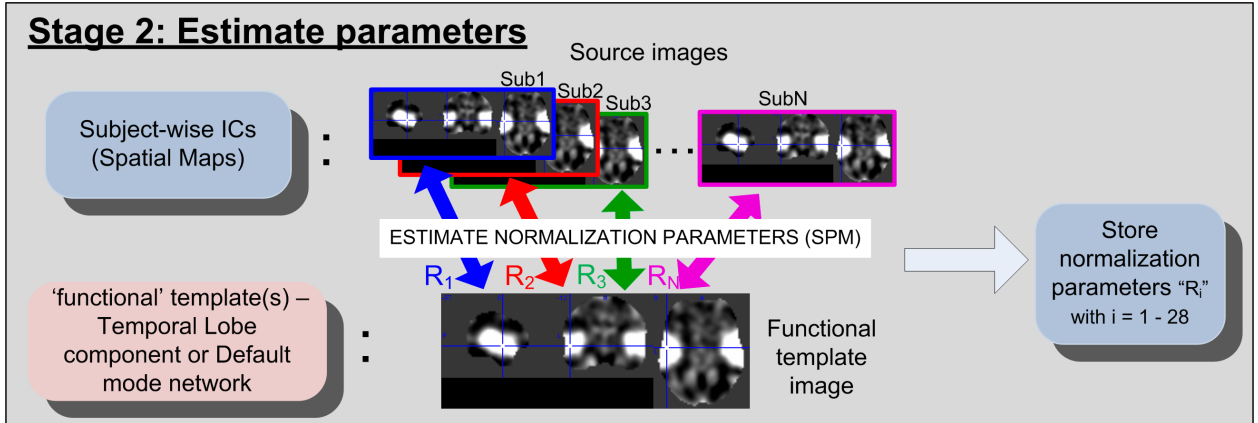 Stage 2: Estimate parameters
Source images
Sub1
Sub2
Sub3
SubN
Subject-wise ICs
(Spatial Maps)
:
...
ESTIMATE NORMALIZATION PARAMETERS (SPM)
R1
R2
R3
RN
'functional' template(s) –
Temporal Lobe
component or Default
mode network
:
Functional
template
image
Store
normalization
parameters “Ri”
with i = 1 - 28